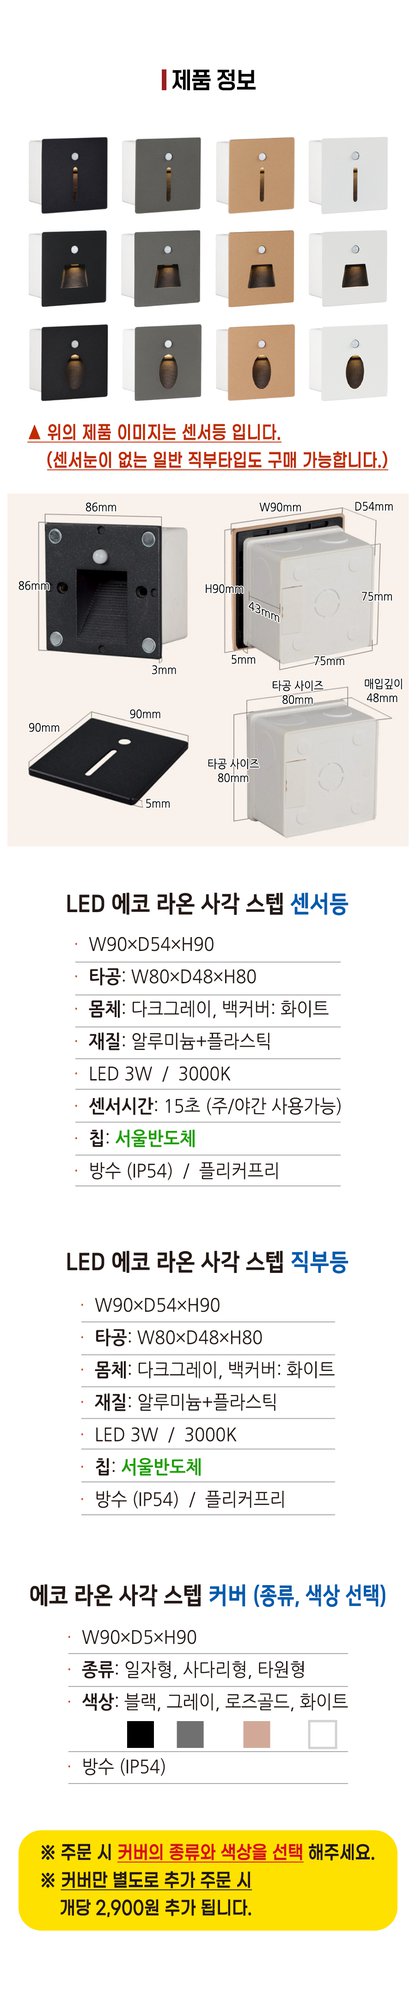 제품 정보
▲ 위의 제품 이미지는 센서등 입니다.
(센서눈이 없는 일반 직부타입도 구매 가능합니다.)
86mm
86mm
3mm
W90mm
D54mm
H90mm
43mm
75mm
5mm
75mm
90mm
90mm
5mm
타공 사이즈
80mm
매입깊이
48mm
타공 사이즈
80mm
LED 에코 라온 사각 스텝 센서등
· W90×D54×H90
· 타공: W80×D48×H80
· 몸체: 다크그레이, 백커버: 화이트
· 재질: 알루미늄+플라스틱
· LED 3W / 3000K
· 센서시간: 15초 (주/야간 사용가능)
· 칩: 서울반도체
· 방수 (IP54) / 플리커프리
LED 에코 라온 사각 스텝 직부등
· W90×D54×H90
· 타공: W80×D48×H80
· 몸체: 다크그레이, 백커버: 화이트
· 재질: 알루미늄+플라스틱
· LED 3W / 3000K
· 칩: 서울반도체
· 방수 (IP54) / 플리커프리
에코 라온 사각 스텝 커버 (종류, 색상 선택)
· W90×D5×H90
· 종류: 일자형, 사다리형, 타원형
· 색상: 블랙, 그레이, 로즈골드, 화이트
· 방수 (IP54)
※ 주문 시 커버의 종류와 색상을 선택 해주세요.
※ 커버만 별도로 추가 주문 시
개당 2,900원 추가 됩니다.